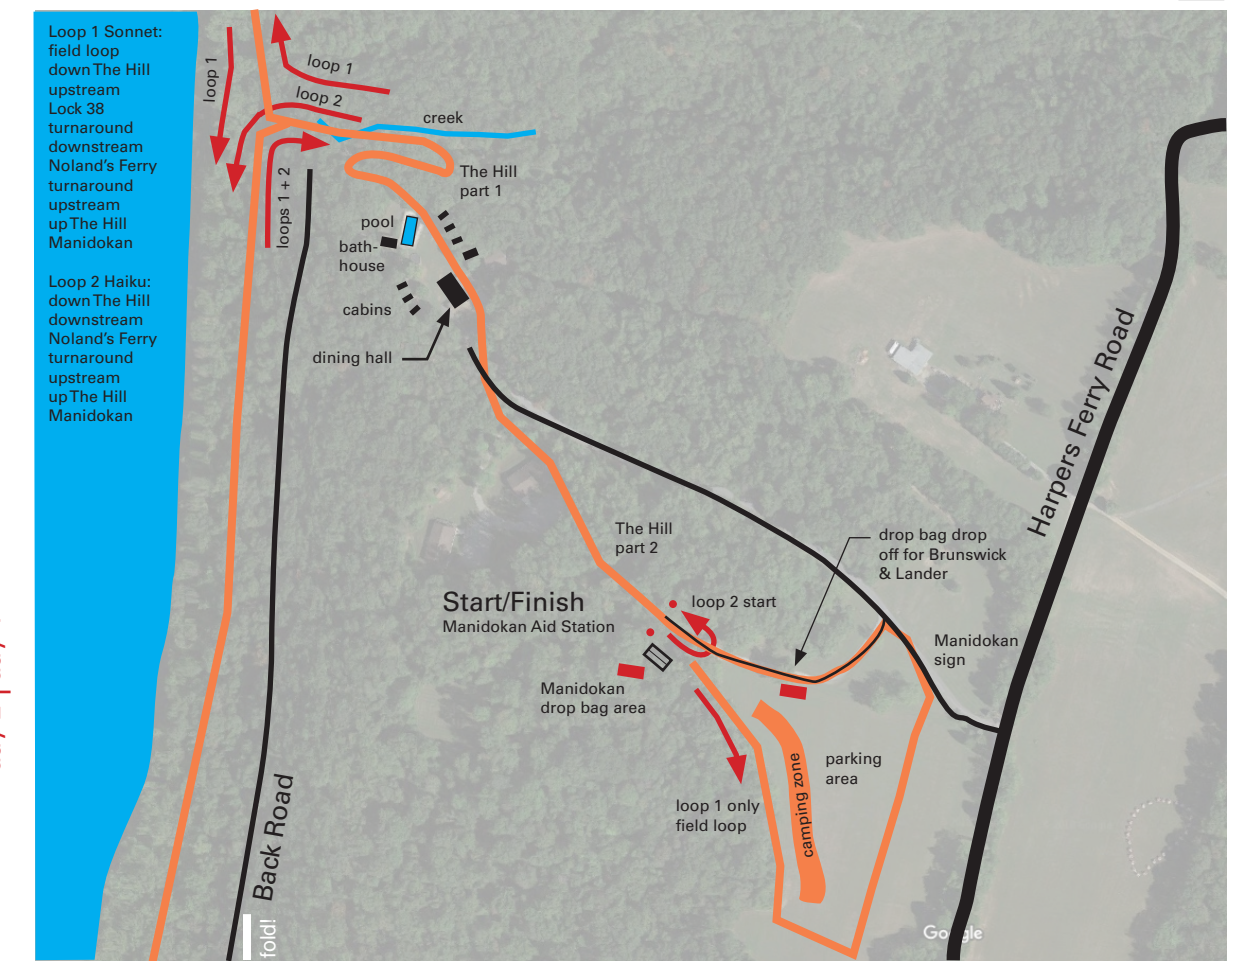 Loop 1 Sonnet:
field loop
down The Hill
upstream
Lock 38
turnaround
downstream
Noland's Ferry
turnaround
upstream
up The Hill
Manidokan
Loop 2 Haiku:
down The Hill
downstream
Noland's Ferry
turnaround
upstream
up The Hill
Manidokan
loop 1
loop 1
loop 2
creek
loops 1 + 2
The Hill
part 1
pool
bath-
house
cabins
dining hall
Harpers Ferry Road
The Hill
part 2
drop bag drop
off for Brunswick
& Lander
Start/Finish
Manidokan Aid Station
loop 2 start
Manidokan
sign
Manidokan
drop bag area
parking
area
camping zone
loop 1 only
field loop
Back Road
fold!
Google